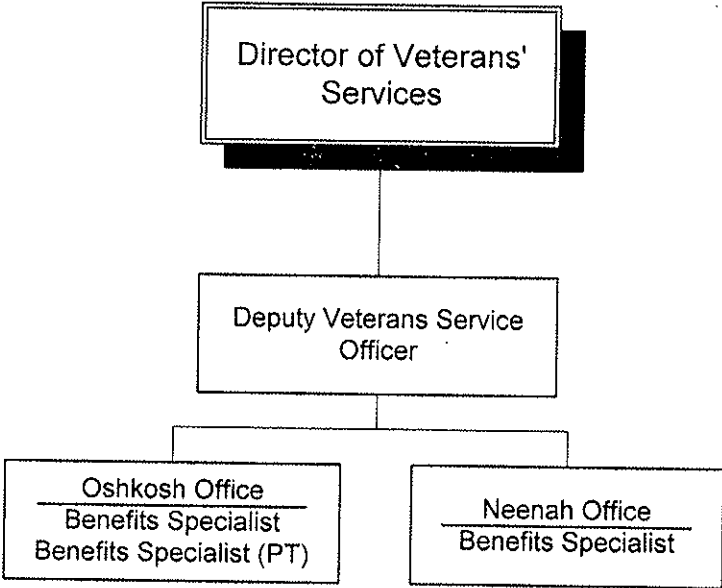 Director of Veterans'
Services
Deputy Veterans Service
Officer
Oshkosh Office
Benefits Specialist
Benefits Specialist (PT)
Neenah Office
Benefits Specialist